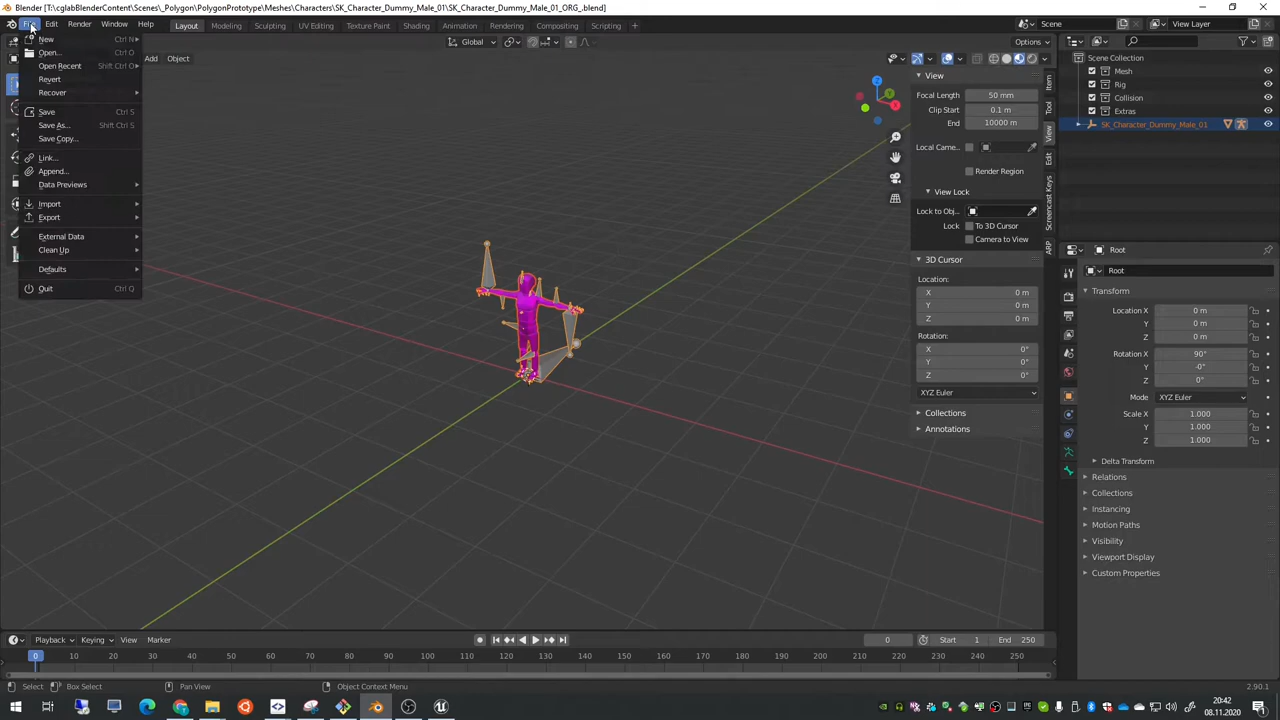 Blender [T:\cglabBlenderContent\Scenes\_Polygon\PolygonPrototype\Meshes\Characters\SK_Character_Dummy_Male_01\SK_Character_Dummy_Male_01_ORG_.blend]
Edit Render Window Help Layout Modeling Sculpting UV Editing Texture Paint Shading Animation Rendering Compositing Scripting + Scene View Layer
Add Object Global Options
New Ctrl N
Open... Ctrl O
Open Recent Shift Ctrl O
Revert
Recover
Save Ctrl S
Save As... Shift Ctrl S
Save Copy...
Link...
Append...
Data Previews
Import
Export
External Data
Clean Up
Defaults
Quit Ctrl Q
X
Y
Z
View
Focal Length 50 mm
Clip Start 0.1 m
End 10000 m
Local Came...
Render Region
View Lock
Lock to Obj...
Lock To 3D Cursor
Camera to View
3D Cursor
Location:
X 0 m
Y 0 m
Z 0 m
Rotation:
X 0°
Y 0°
Z 0°
XYZ Euler
Collections
Annotations
Item
Tool
View
Edit
Screencast Keys
ARP
Scene Collection
Mesh
Rig
Collision
Extras
SK_Character_Dummy_Male_01
Root
Root
Transform
Location X 0 m
Y 0 m
Z 0 m
Rotation X 90°
Y -0°
Z 0°
Mode XYZ Euler
Scale X 1.000
Y 1.000
Z 1.000
Delta Transform
Relations
Collections
Instancing
Motion Paths
Visibility
Viewport Display
Custom Properties
Playback Keying View Marker 0 Start 1 End 250
0 10 20 30 40 50 60 70 80 90 100 110 120 130 140 150 160 170 180 190 200 210 220 230 240 250
Select Box Select Pan View Object Context Menu 2.90.1
20:42
08.11.2020